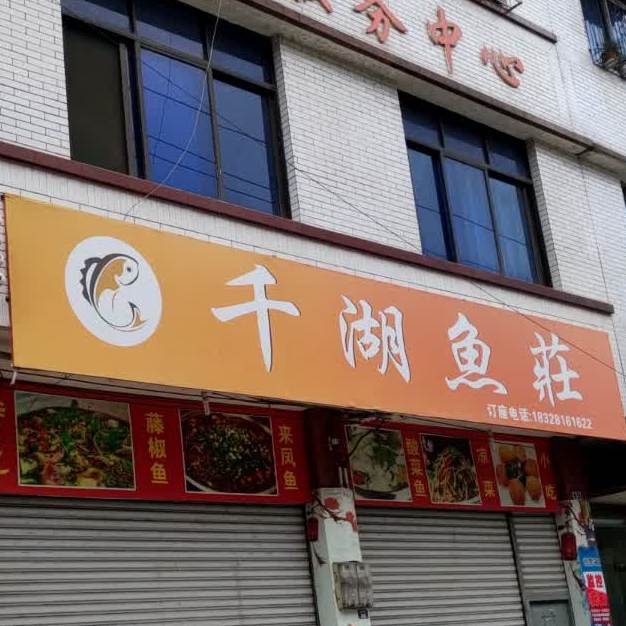 务中心
千湖魚莊
订座电话:18328161622
藤椒鱼
来凤鱼
酸菜鱼
凉菜
小吃